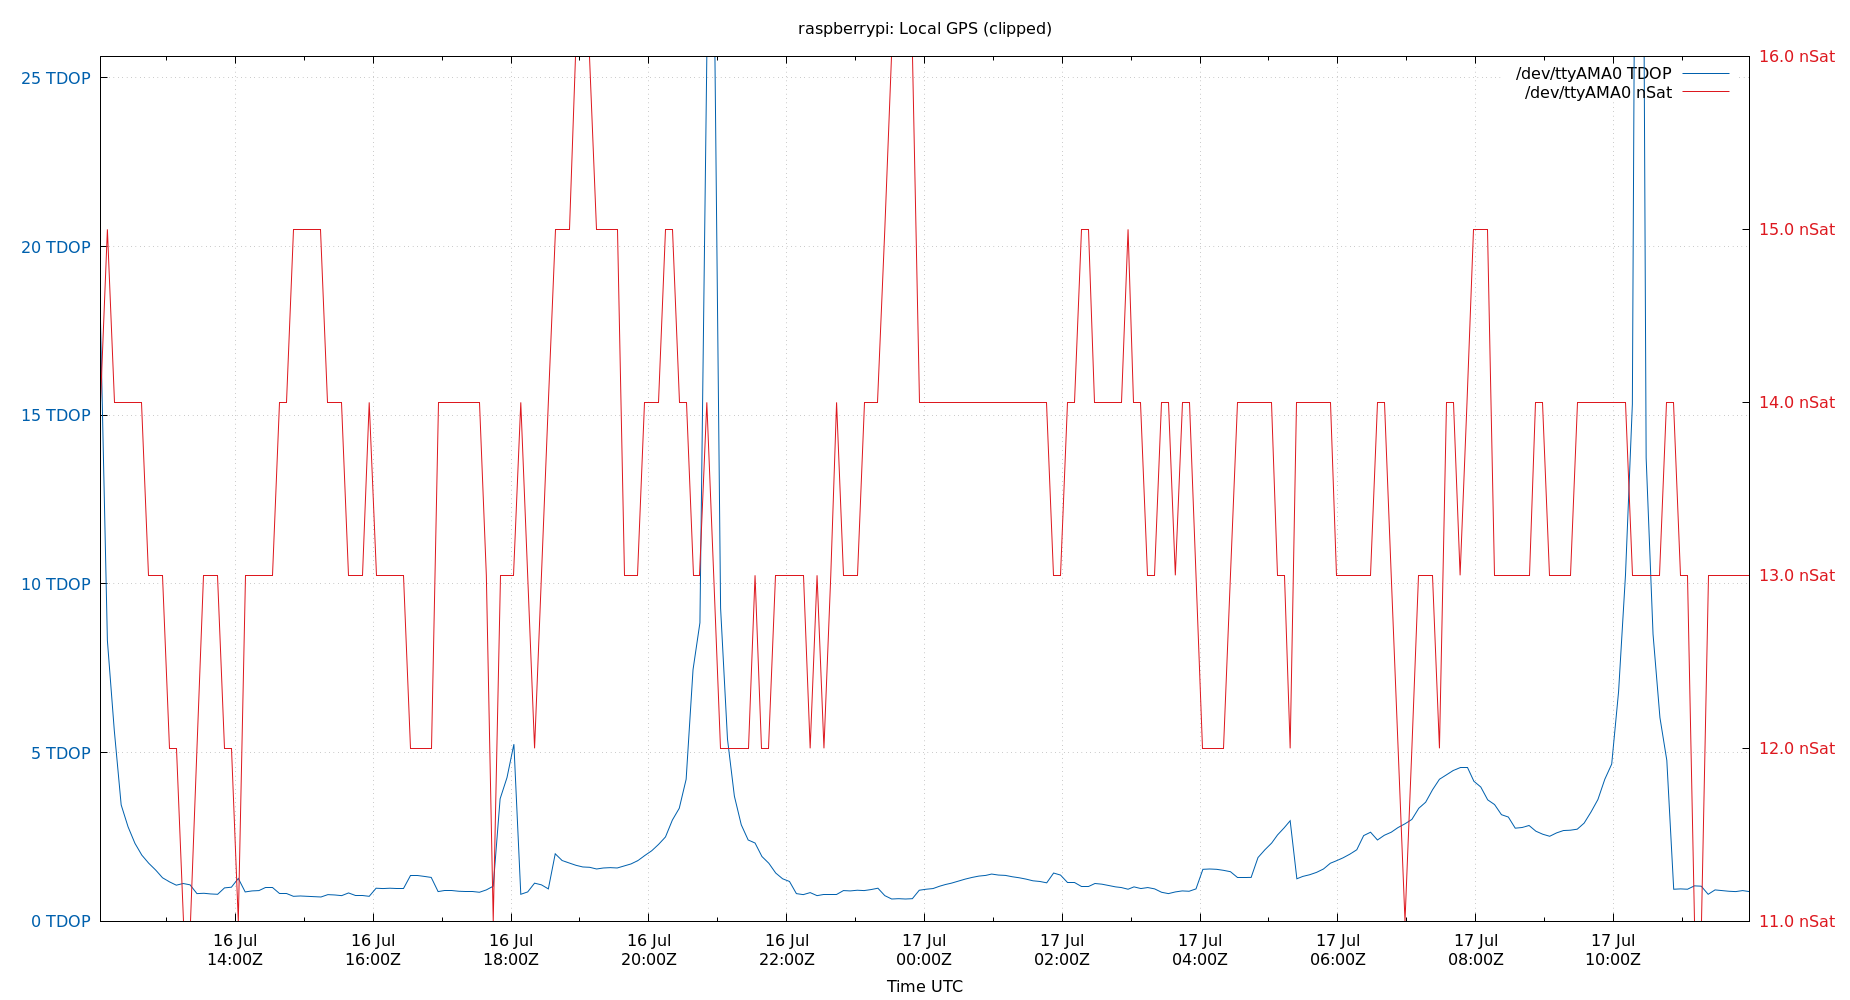 raspberrypi: Local GPS (clipped)
25 TDOP
20 TDOP
15 TDOP
10 TDOP
5 TDOP
0 TDOP
16.0 nSat
15.0 nSat
14.0 nSat
13.0 nSat
12.0 nSat
11.0 nSat
/dev/ttyAMA0 TDOP
/dev/ttyAMA0 nSat
16 Jul
14:00Z
16 Jul
16:00Z
16 Jul
18:00Z
16 Jul
20:00Z
16 Jul
22:00Z
17 Jul
00:00Z
17 Jul
02:00Z
17 Jul
04:00Z
17 Jul
06:00Z
17 Jul
08:00Z
17 Jul
10:00Z
Time UTC